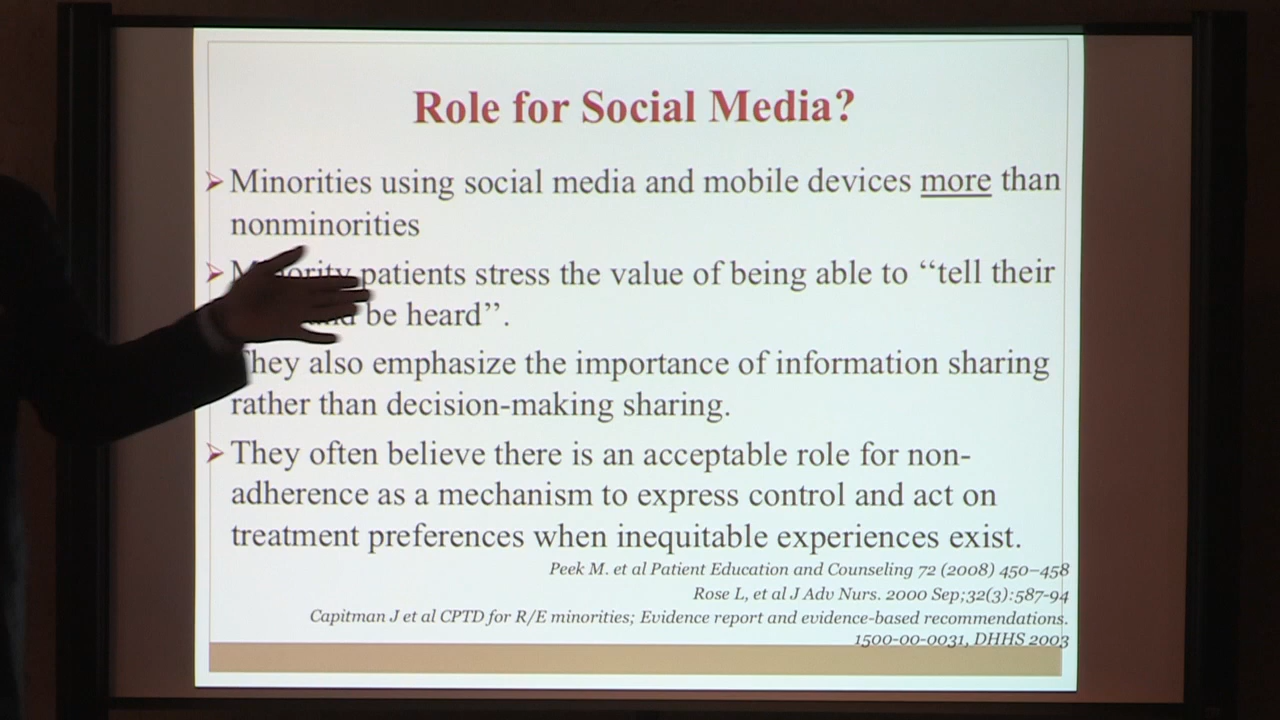 Role for Social Media?
Minorities using social media and mobile devices more than
nonminorities
Minority patients stress the value of being able to “tell their
be heard”.
They also emphasize the importance of information sharing
rather than decision-making sharing.
They often believe there is an acceptable role for non-
adherence as a mechanism to express control and act on
treatment preferences when inequitable experiences exist.
Peek M. et al Patient Education and Counseling 72 (2008) 450–458
Rose L, et al J Adv Nurs. 2000 Sep;32(3):587-94
Capitman J et al CPTD for R/E minorities; Evidence report and evidence-based recommendations.
1500-00-0031, DHHS 2003